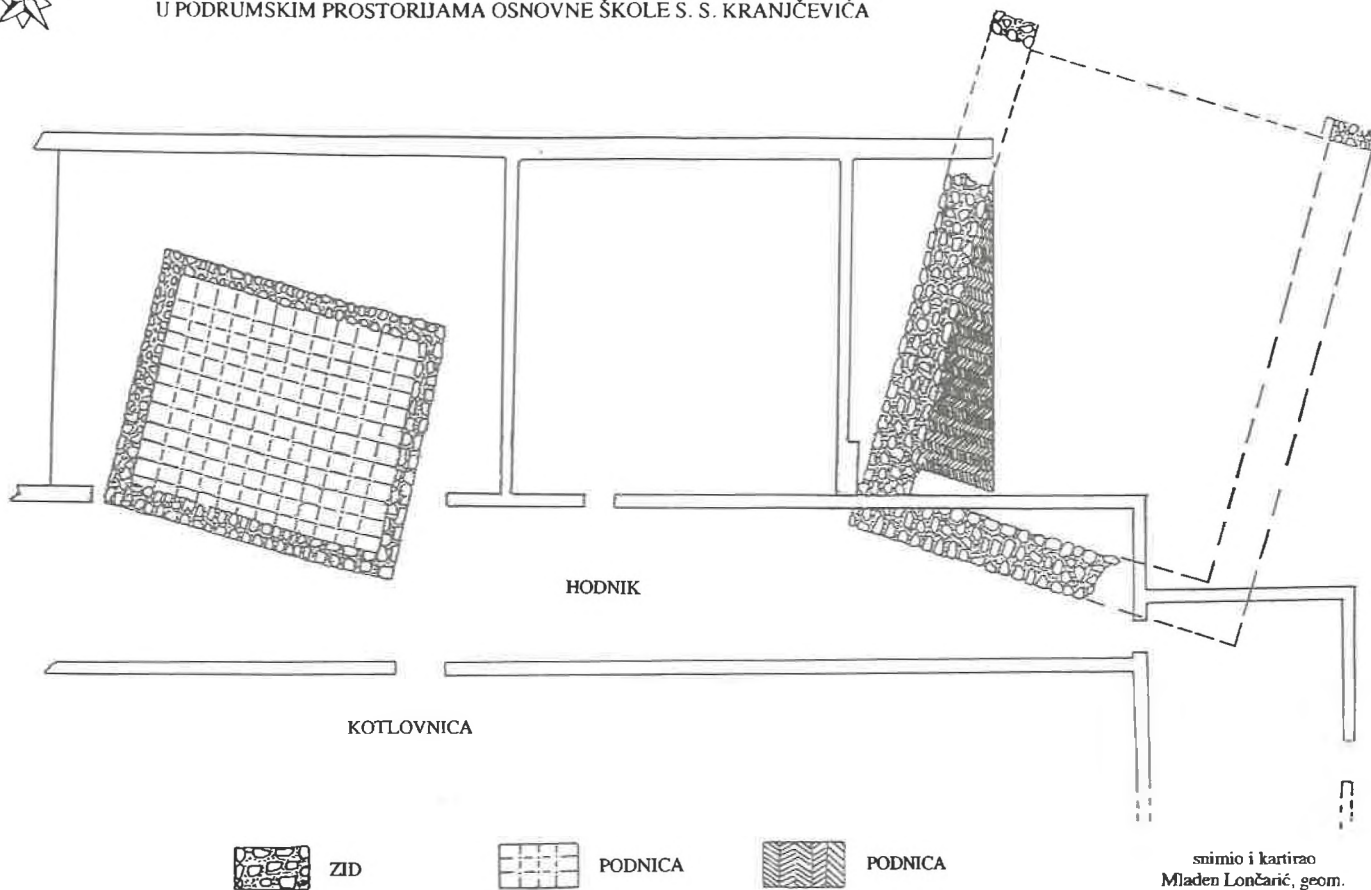 U PODRUMSKIM PROSTORIJAMA OSNOVNE ŠKOLE S. S. KRANJČEVIĆA
HODNIK
KOTLOVNICA
ZID
PODNICA
PODNICA
snimio i kartirao
Mladen Lončarić, geom.